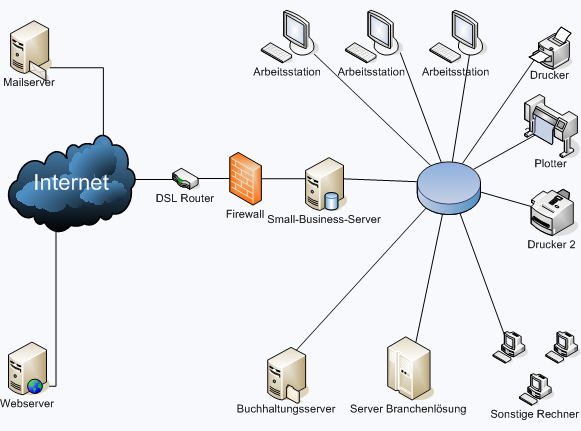 Arbeitsstation
Arbeitsstation
Arbeitsstation
Drucker
Mailserver
Plotter
Internet
DSL Router
Firewall
Small-Business-Server
Drucker 2
Webserver
Buchhaltungsserver
Server Branchenlösung
Sonstige Rechner